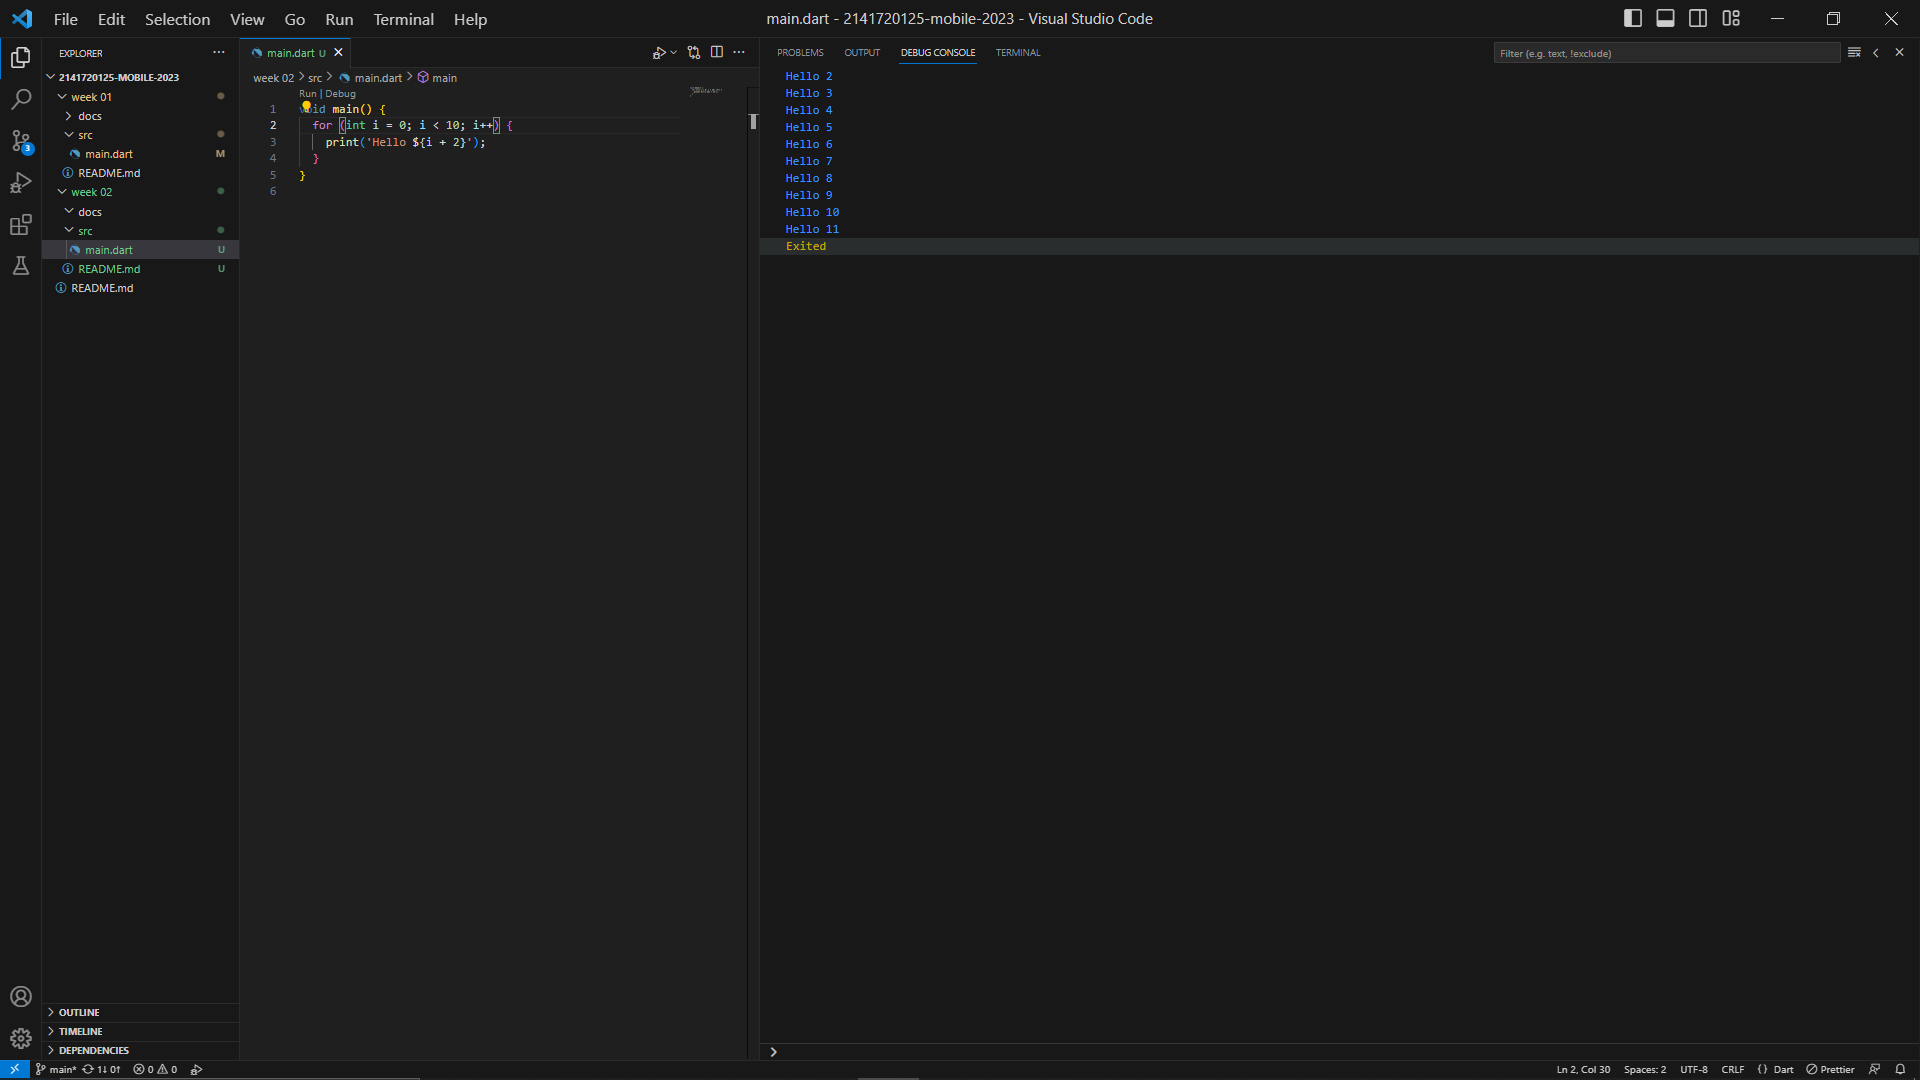 File Edit Selection View Go Run Terminal Help
main.dart - 2141720125-mobile-2023 - Visual Studio Code
EXPLORER
2141720125-MOBILE-2023
week 01
docs
src
main.dart M
README.md
week 02
docs
src
main.dart U
README.md U
README.md
OUTLINE
TIMELINE
DEPENDENCIES
main.dart U
week 02 > src > main.dart > main
Run | Debug
1 void main() {
2 for (int i = 0; i < 10; i++) {
3 print('Hello ${i + 2}');
4 }
5 }
6
PROBLEMS OUTPUT DEBUG CONSOLE TERMINAL
Filter (e.g. text, !exclude)
Hello 2
Hello 3
Hello 4
Hello 5
Hello 6
Hello 7
Hello 8
Hello 9
Hello 10
Hello 11
Exited
3
main* 1↓ 0↑ 0 0
Ln 2, Col 30 Spaces: 2 UTF-8 CRLF { } Dart Prettier